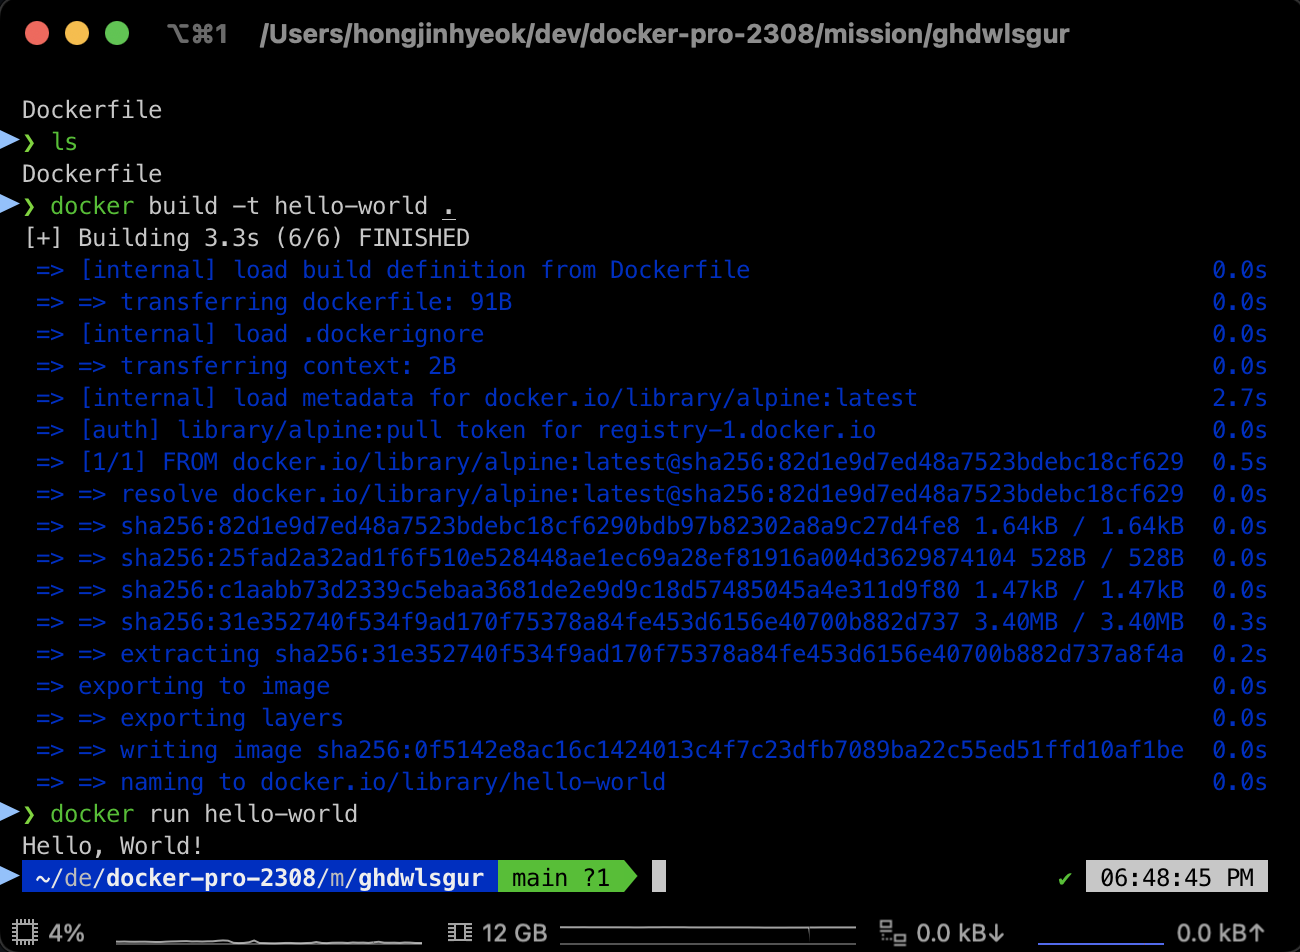 ⌥⌘1 /Users/hongjinhyeok/dev/docker-pro-2308/mission/ghdwlsgur
Dockerfile
❯ ls
Dockerfile
❯ docker build -t hello-world .
[+] Building 3.3s (6/6) FINISHED
=> [internal] load build definition from Dockerfile 0.0s
=> => transferring dockerfile: 91B 0.0s
=> [internal] load .dockerignore 0.0s
=> => transferring context: 2B 0.0s
=> [internal] load metadata for docker.io/library/alpine:latest 2.7s
=> [auth] library/alpine:pull token for registry-1.docker.io 0.0s
=> [1/1] FROM docker.io/library/alpine:latest@sha256:82d1e9d7ed48a7523bdebc18cf629 0.5s
=> => resolve docker.io/library/alpine:latest@sha256:82d1e9d7ed48a7523bdebc18cf629 0.0s
=> => sha256:82d1e9d7ed48a7523bdebc18cf6290bdb97b82302a8a9c27d4fe8 1.64kB / 1.64kB 0.0s
=> => sha256:25fad2a32ad1f6f510e528448ae1ec69a28ef81916a004d3629874104 528B / 528B 0.0s
=> => sha256:c1aabb73d2339c5ebaa3681de2e9d9c18d57485045a4e311d9f80 1.47kB / 1.47kB 0.0s
=> => sha256:31e352740f534f9ad170f75378a84fe453d6156e40700b882d737 3.40MB / 3.40MB 0.3s
=> => extracting sha256:31e352740f534f9ad170f75378a84fe453d6156e40700b882d737a8f4a 0.2s
=> exporting to image 0.0s
=> => exporting layers 0.0s
=> => writing image sha256:0f5142e8ac16c1424013c4f7c23dfb7089ba22c55ed51ffd10af1be 0.0s
=> => naming to docker.io/library/hello-world 0.0s
❯ docker run hello-world
Hello, World!
~/de/docker-pro-2308/m/ghdwlsgur main ?1 ✔ 06:48:45 PM
4% 12 GB 0.0 kB↓ 0.0 kB↑